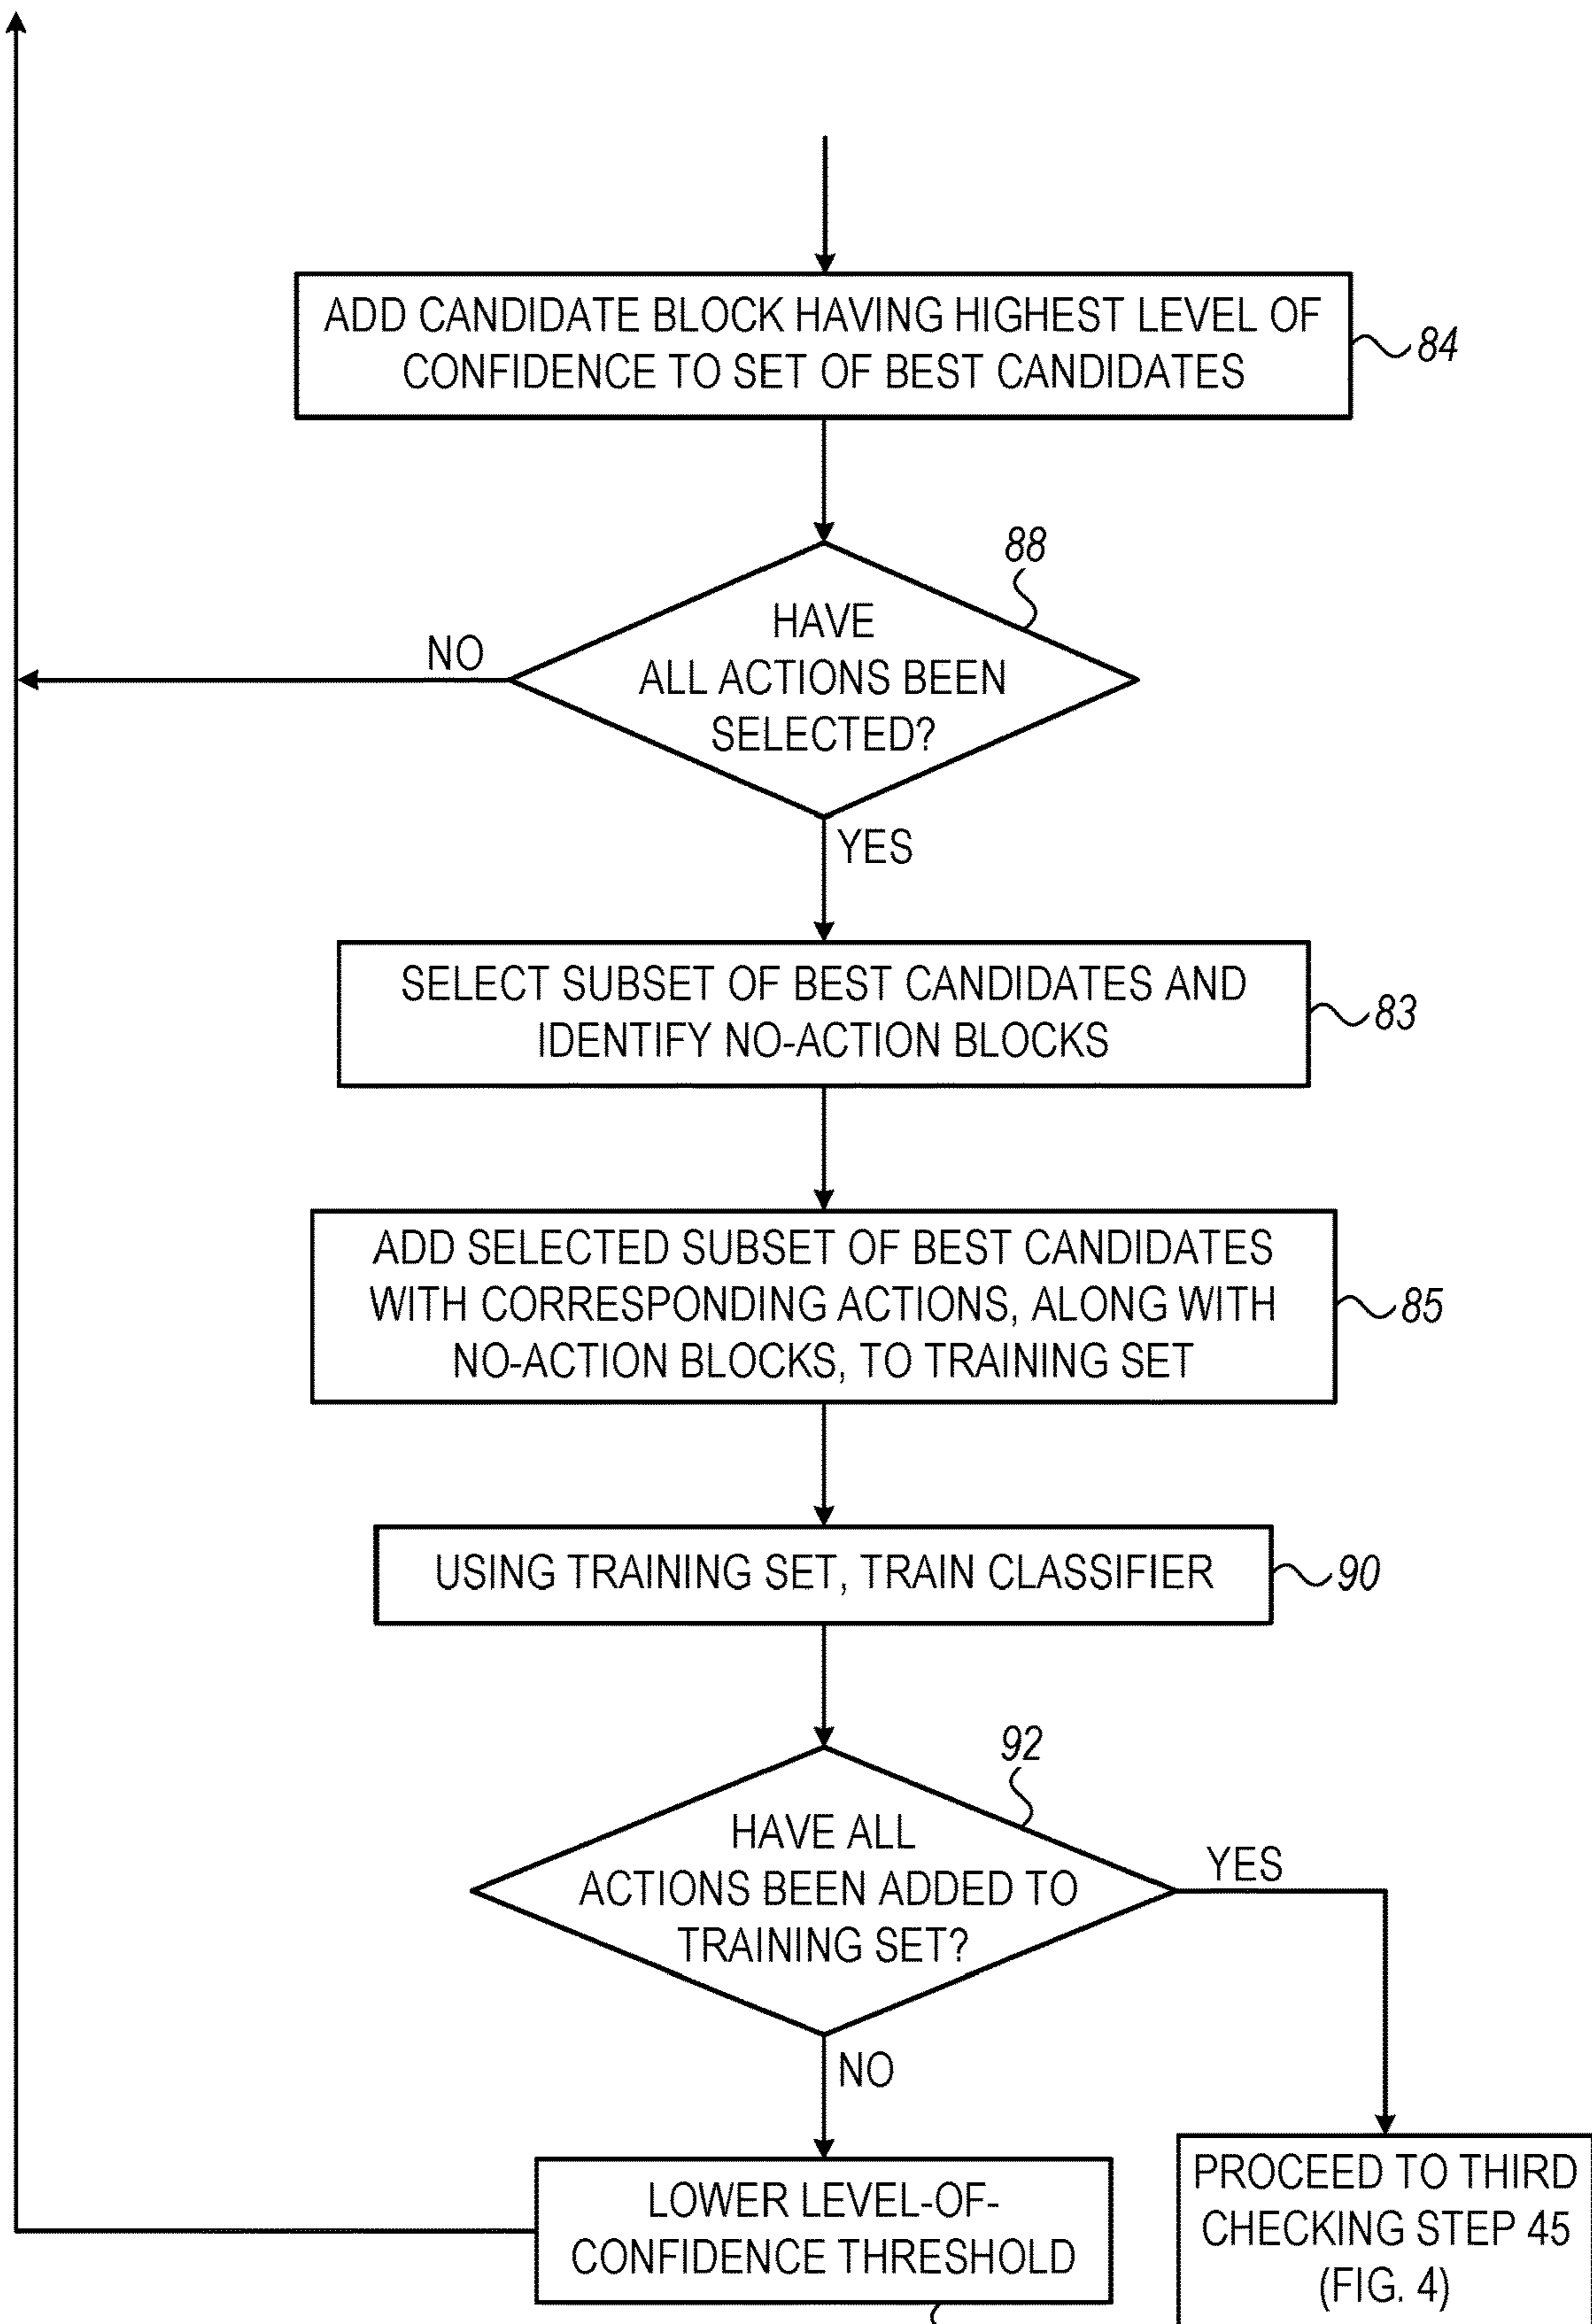 ADD CANDIDATE BLOCK HAVING HIGHEST LEVEL OF
CONFIDENCE TO SET OF BEST CANDIDATES
84
88
HAVE
ALL ACTIONS BEEN
SELECTED?
NO
YES
SELECT SUBSET OF BEST CANDIDATES AND
IDENTIFY NO-ACTION BLOCKS
83
ADD SELECTED SUBSET OF BEST CANDIDATES
WITH CORRESPONDING ACTIONS, ALONG WITH
NO-ACTION BLOCKS, TO TRAINING SET
85
USING TRAINING SET, TRAIN CLASSIFIER
90
92
HAVE ALL
ACTIONS BEEN ADDED TO
TRAINING SET?
YES
NO
LOWER LEVEL-OF-
CONFIDENCE THRESHOLD
PROCEED TO THIRD
CHECKING STEP 45
(FIG. 4)